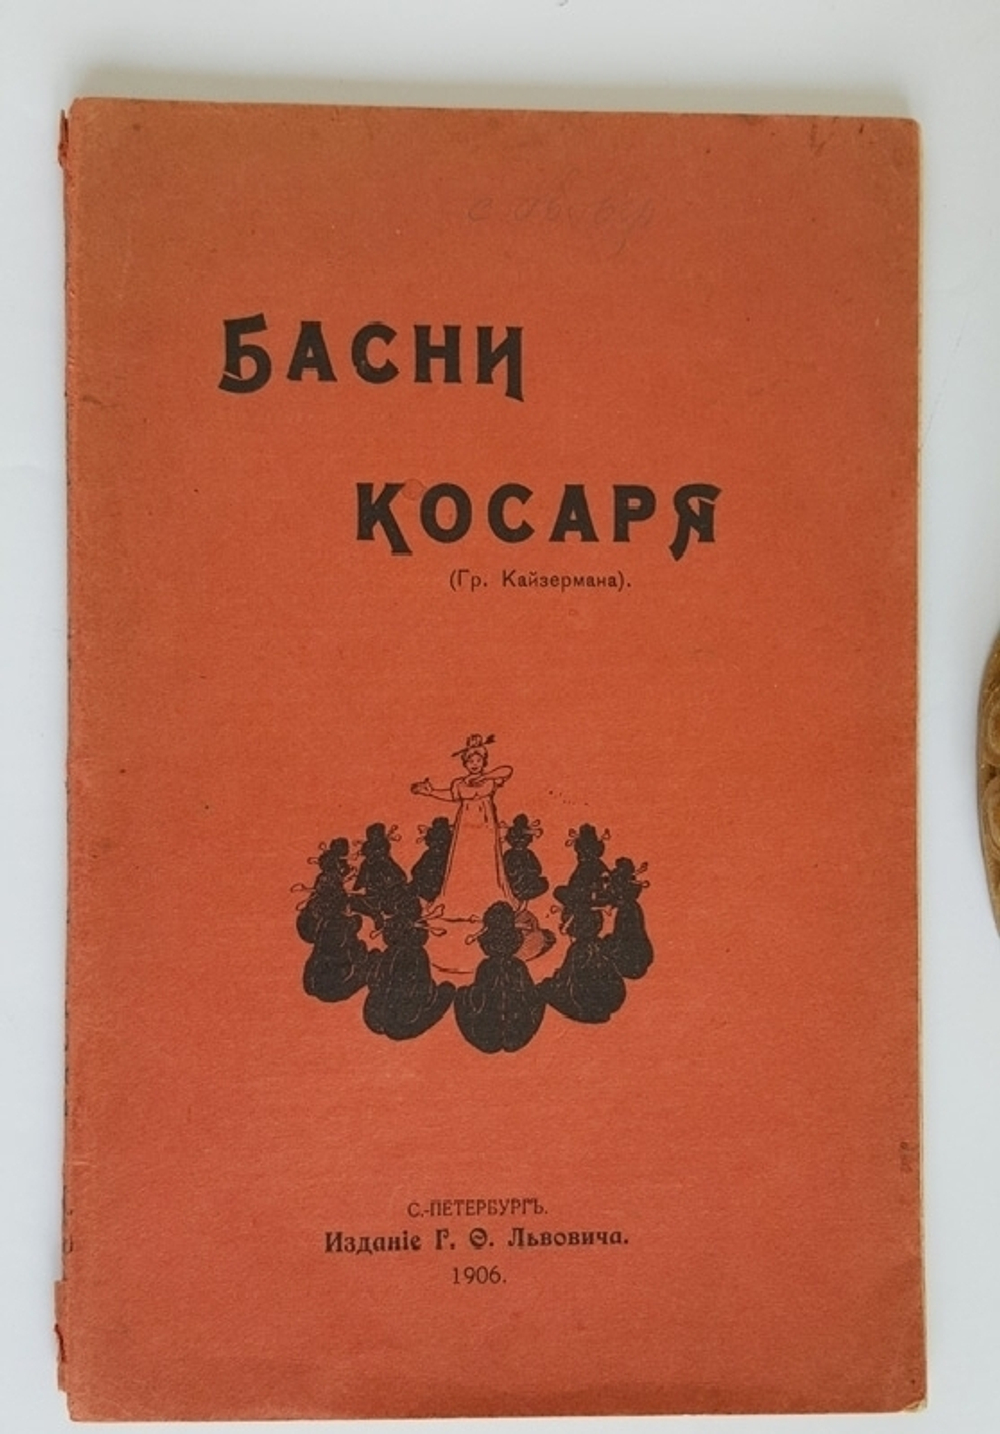 БАСНИ
КОСАРЯ
(Гр. Кайзермана).
С.-ПЕТЕРБУРГЪ.
Изданіе Г. Ѳ. Львовича.
1906.